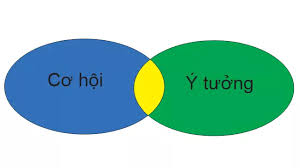 Cơ hội
Ý tưởng